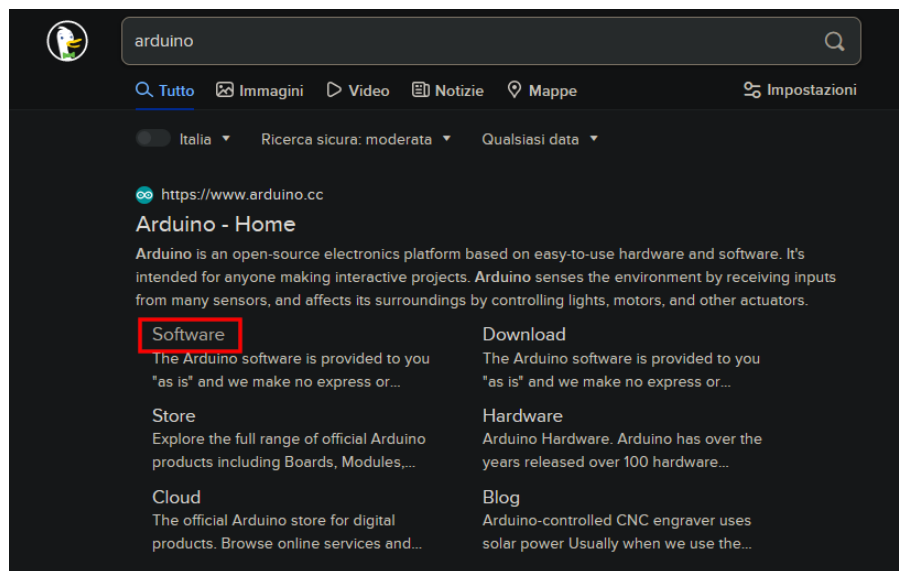 arduino
Tutto Immagini Video Notizie Mappe Impostazioni
Italia Ricerca sicura: moderata Qualsiasi data
https://www.arduino.cc
Arduino - Home
Arduino is an open-source electronics platform based on easy-to-use hardware and software. It's
intended for anyone making interactive projects. Arduino senses the environment by receiving inputs
from many sensors, and affects its surroundings by controlling lights, motors, and other actuators.
Software
The Arduino software is provided to you
"as is" and we make no express or...
Download
The Arduino software is provided to you
"as is" and we make no express or...
Store
Explore the full range of official Arduino
products including Boards, Modules,...
Hardware
Arduino Hardware. Arduino has over the
years released over 100 hardware...
Cloud
The official Arduino store for digital
products. Browse online services and...
Blog
Arduino-controlled CNC engraver uses
solar power Usually when we use the...